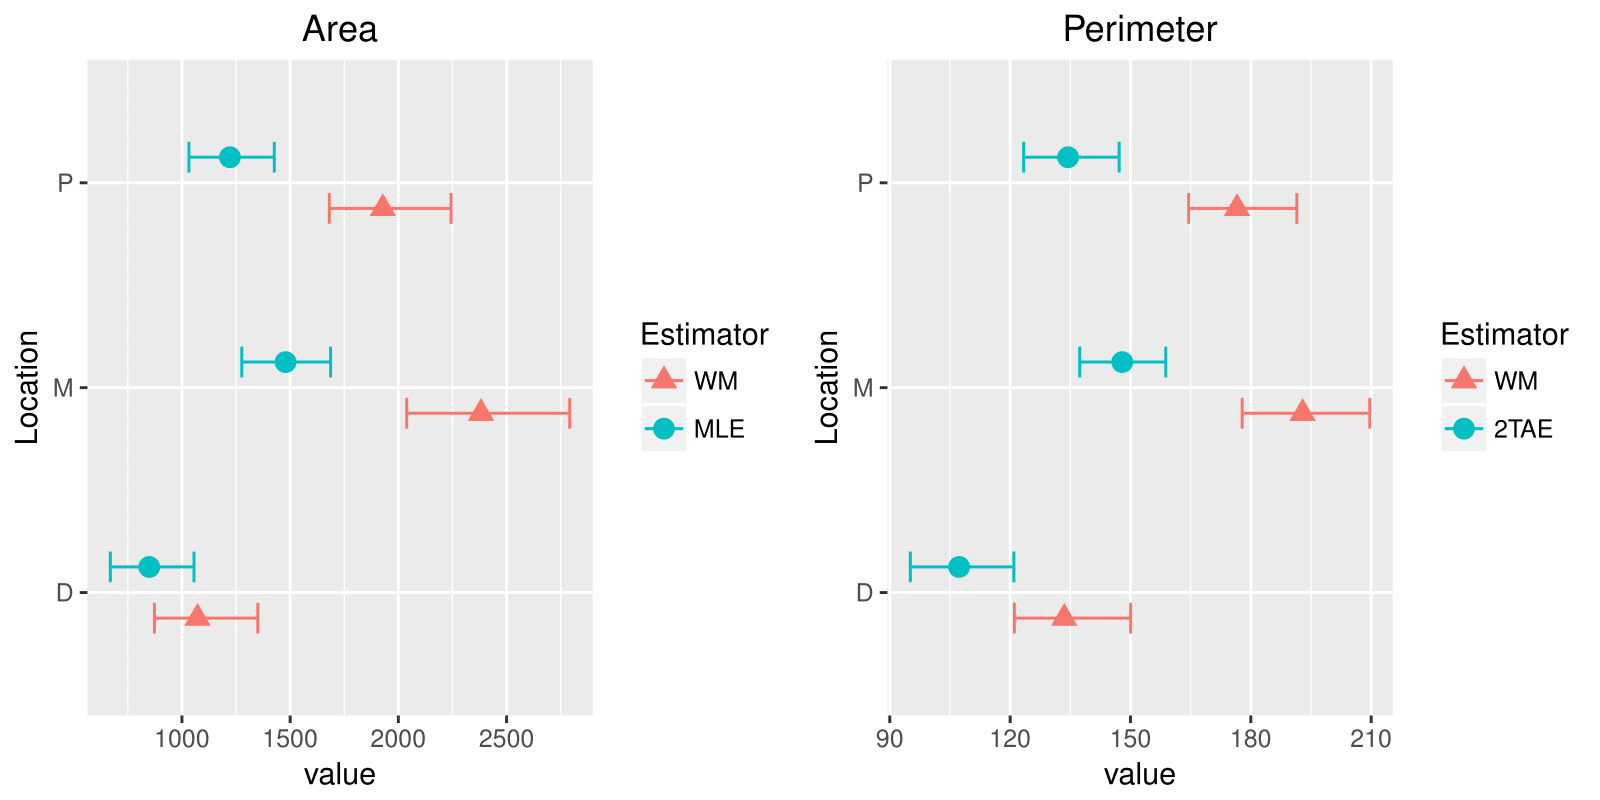 Area
Location
P
M
D
1000 1500 2000 2500
value
Estimator
WM
MLE
Perimeter
Location
P
M
D
90 120 150 180 210
value
Estimator
WM
2TAE